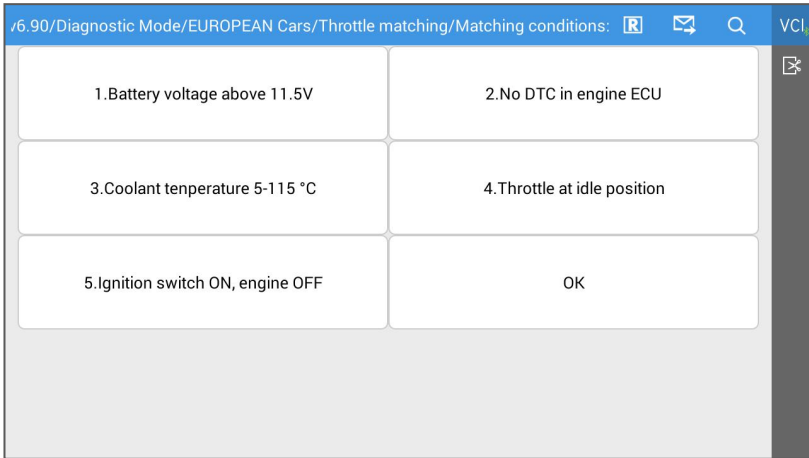 v6.90/Diagnostic Mode/EUROPEAN Cars/Throttle matching/Matching conditions: R VCI
1.Battery voltage above 11.5V
2.No DTC in engine ECU
3.Coolant tenperature 5-115 °C
4.Throttle at idle position
5.Ignition switch ON, engine OFF
OK